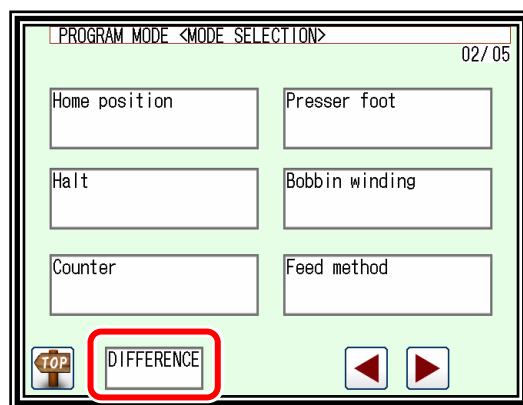 PROGRAM MODE <MODE SELECTION>
02/05
Home position
Presser foot
Halt
Bobbin winding
Counter
Feed method
TOP
DIFFERENCE